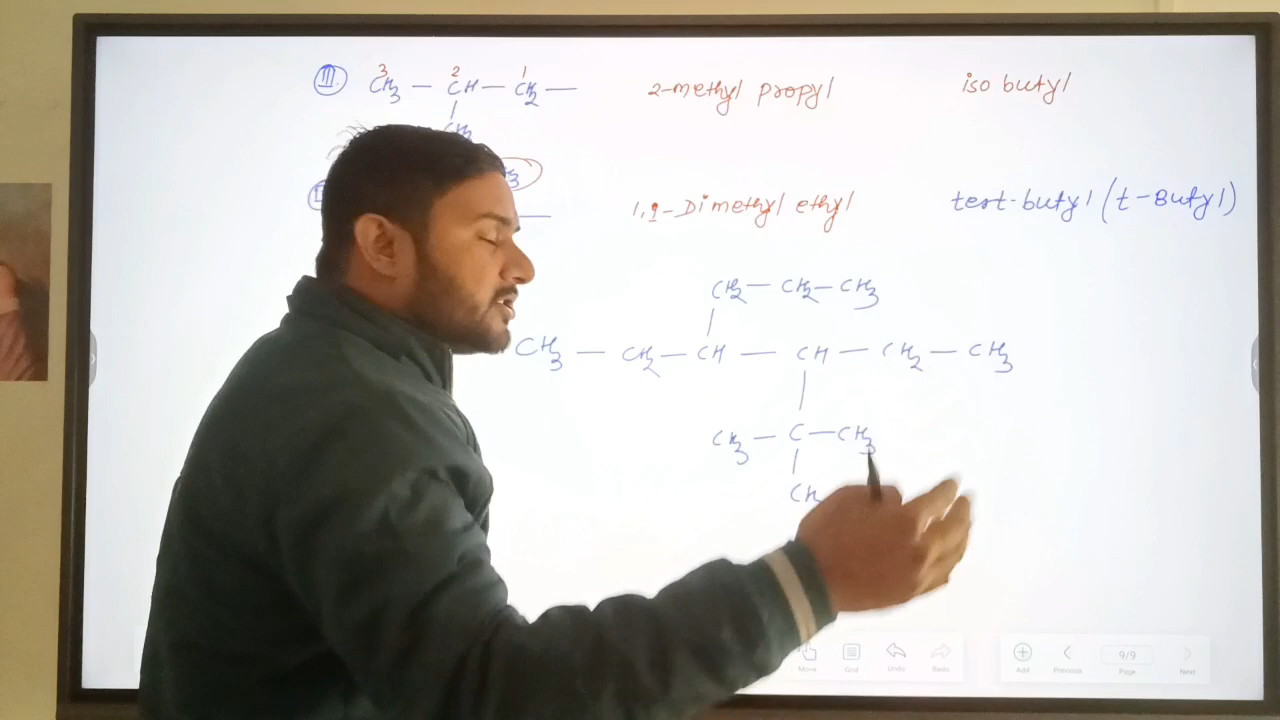 III. CH3 — CH — CH2 — 2-methyl propyl iso butyl
3 2 1
CH3
1,1-Dimethyl ethyl tert-butyl (t-Butyl)
CH2 — CH2 — CH3
CH3 — CH2 — CH — CH — CH2 — CH3
CH3 — C — CH3
CH
Move Grid Undo Redo Add Previous 9/9 Page Next